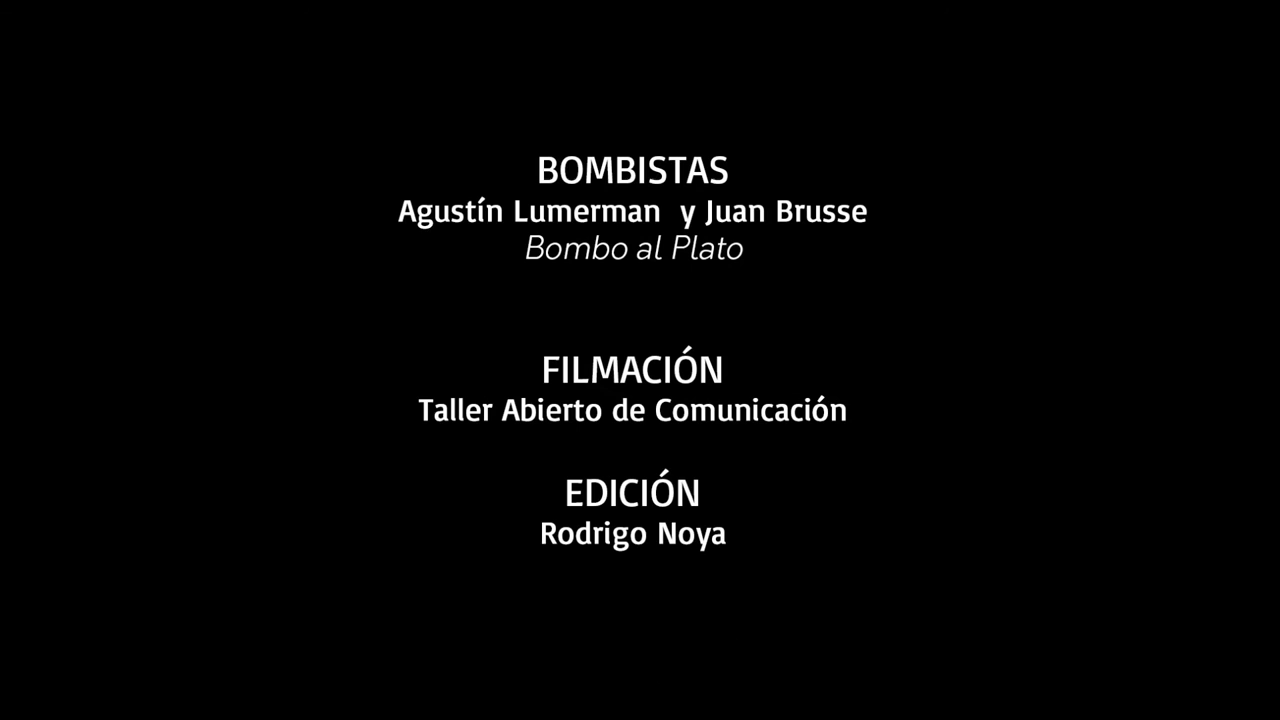 BOMBISTAS
Agustín Lumerman  y Juan Brusse
Bombo al Plato
FILMACIÓN
Taller Abierto de Comunicación
EDICIÓN
Rodrigo Noya